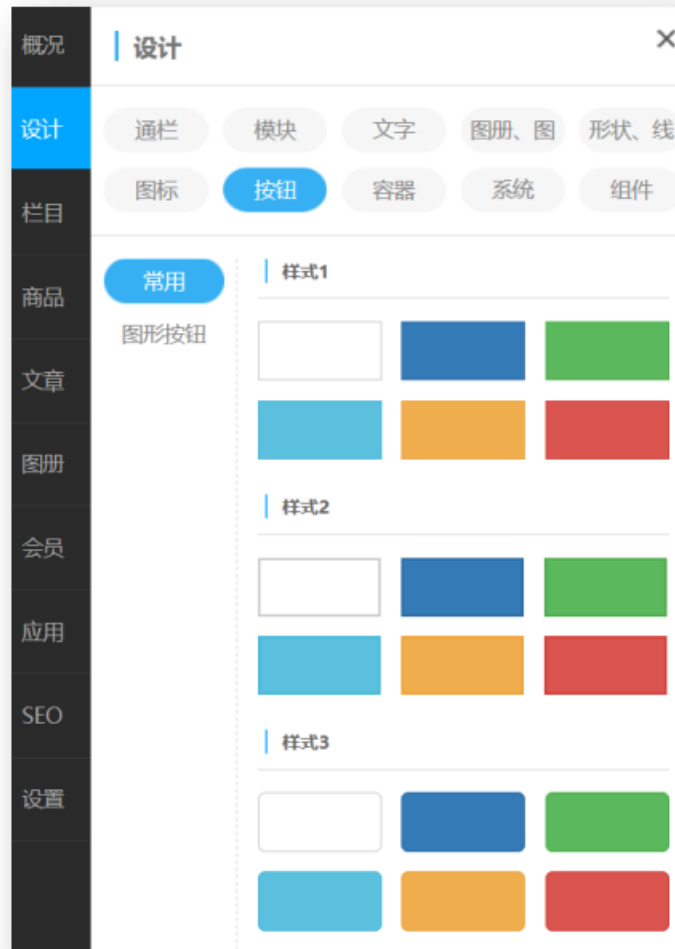 概况
设计
栏目
商品
文章
图册
会员
应用
SEO
设置
设计
通栏 模块 文字 图册、图 形状、线
图标 按钮 容器 系统 组件
常用
图形按钮
样式1
样式2
样式3